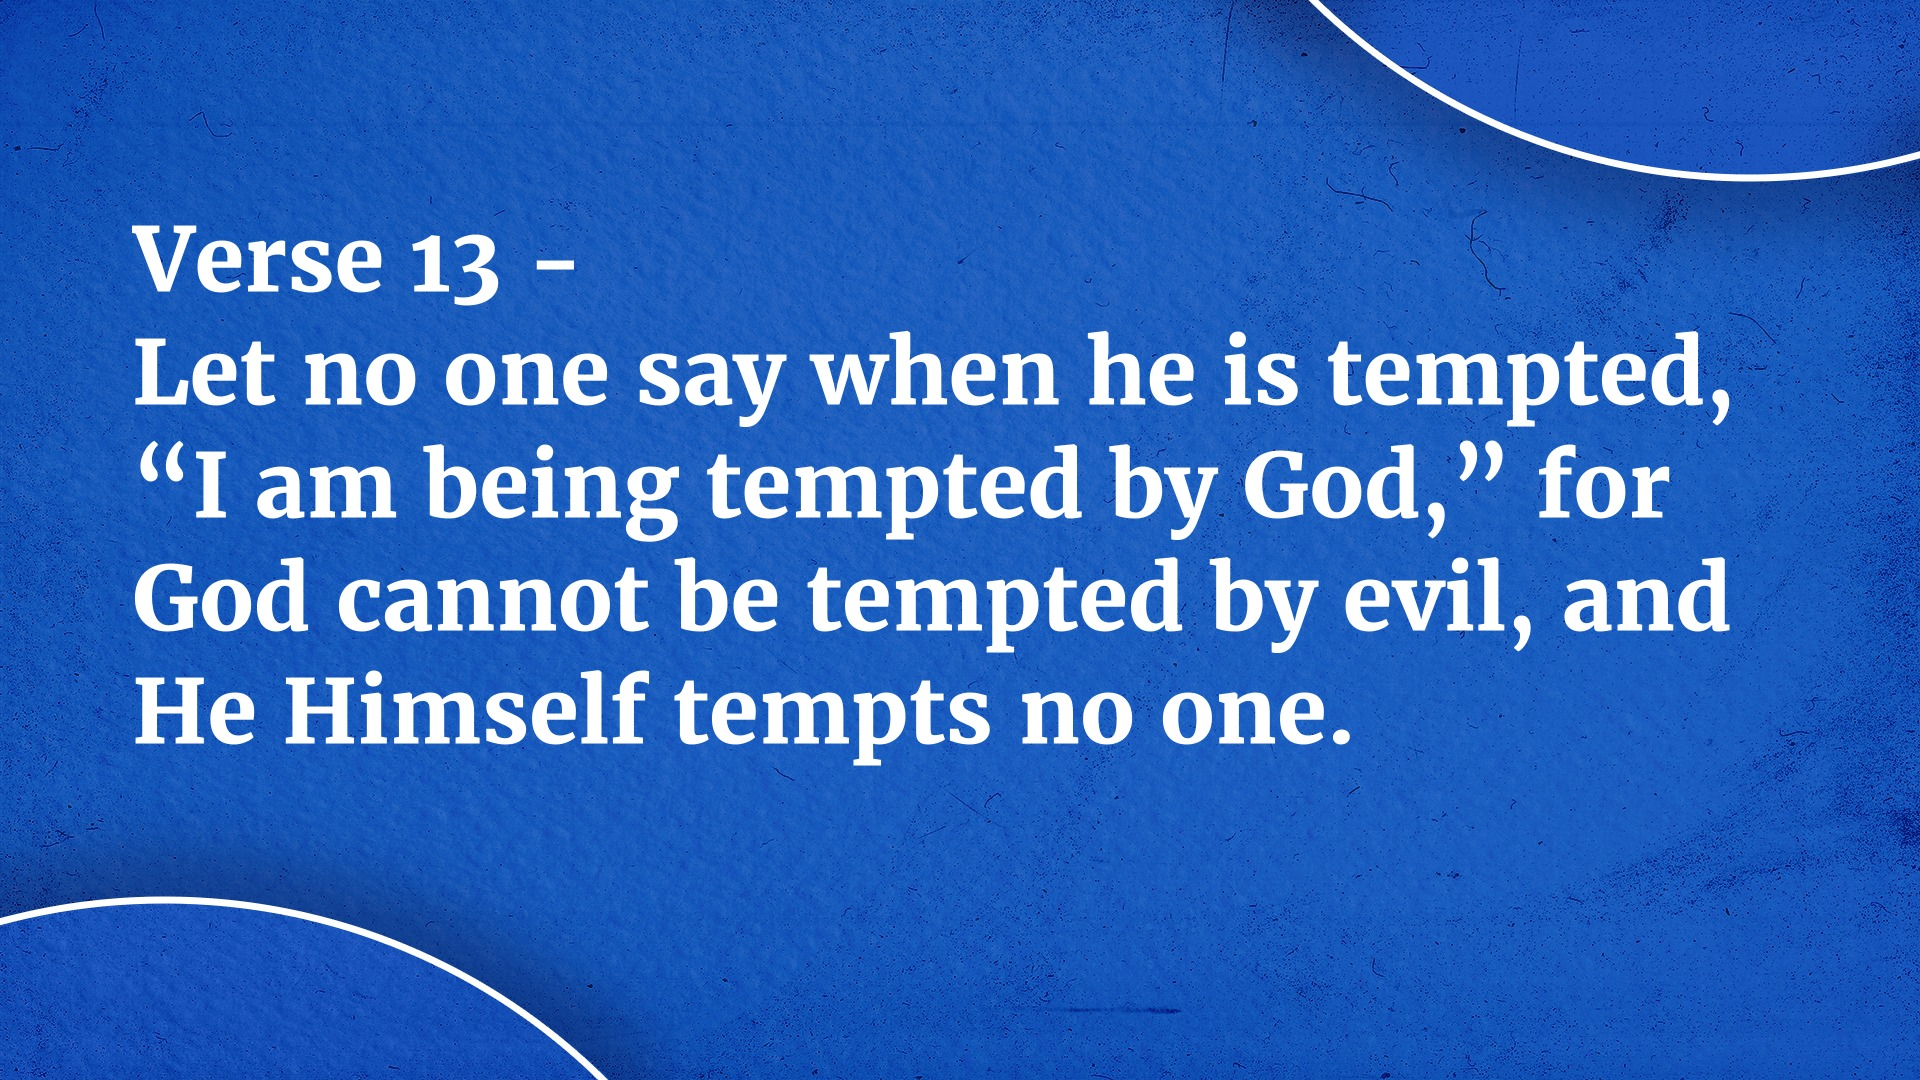 Verse 13 –
Let no one say when he is tempted,
“I am being tempted by God,” for
God cannot be tempted by evil, and
He Himself tempts no one.